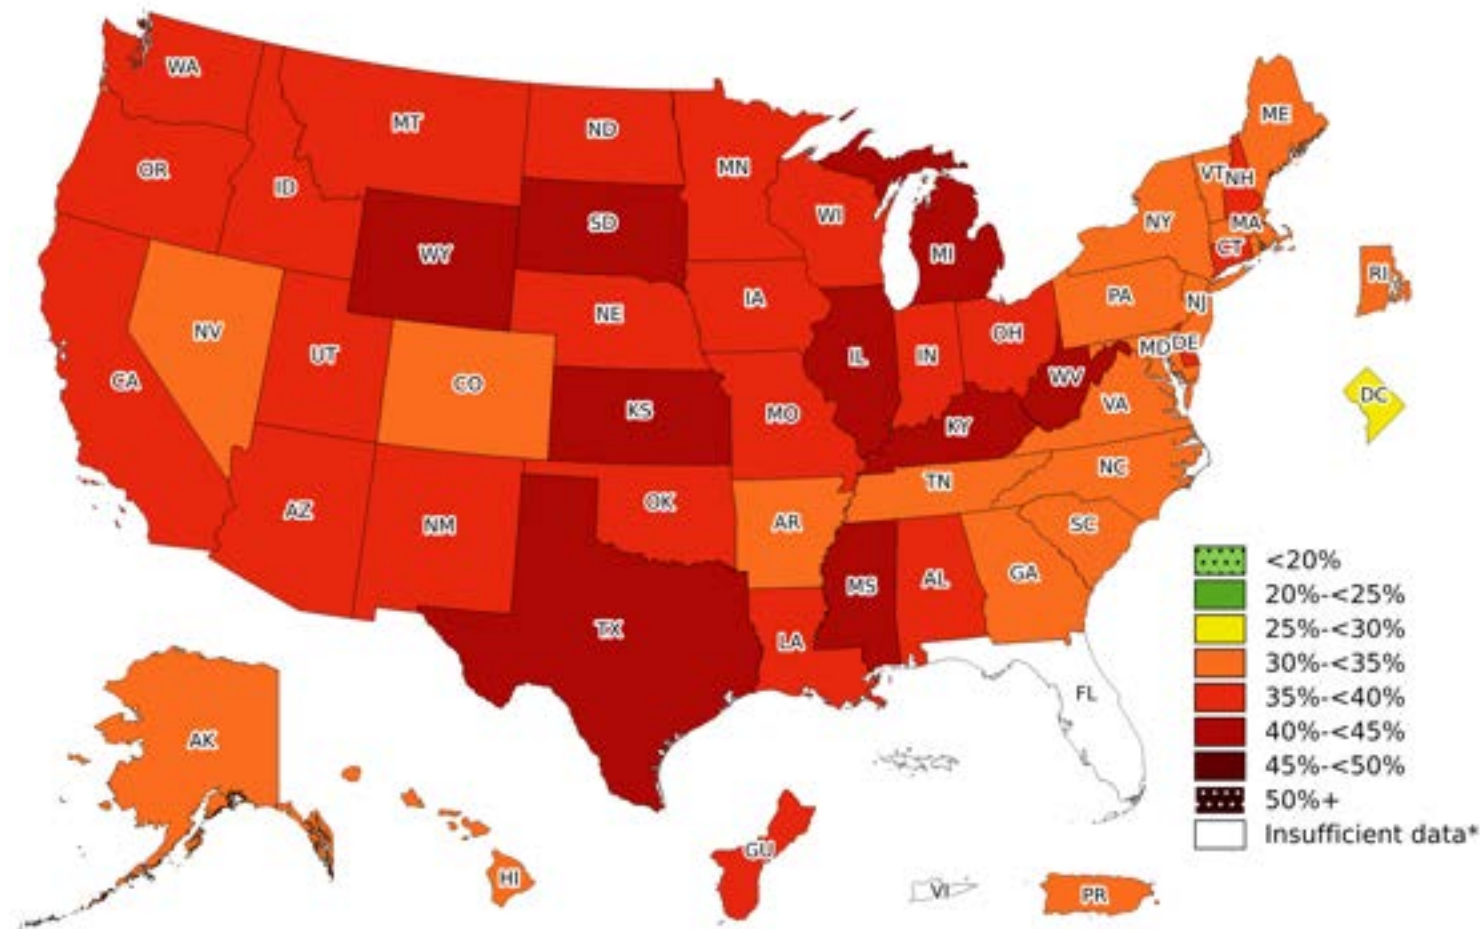 WA
MT
ND
MN
ME
OR
ID
VT
NH
WI
SD
NY
MA
WY
MI
CT
RI
IA
PA
NE
NJ
NV
OH
UT
IL
IN
MD
DE
CA
CO
WV
DC
KS
MO
VA
KY
NC
TN
OK
AZ
NM
AR
SC
GA
MS
AL
TX
LA
FL
AK
GU
HI
VI
PR
<20%
20%-<25%
25%-<30%
30%-<35%
35%-<40%
40%-<45%
45%-<50%
50%+
Insufficient data*